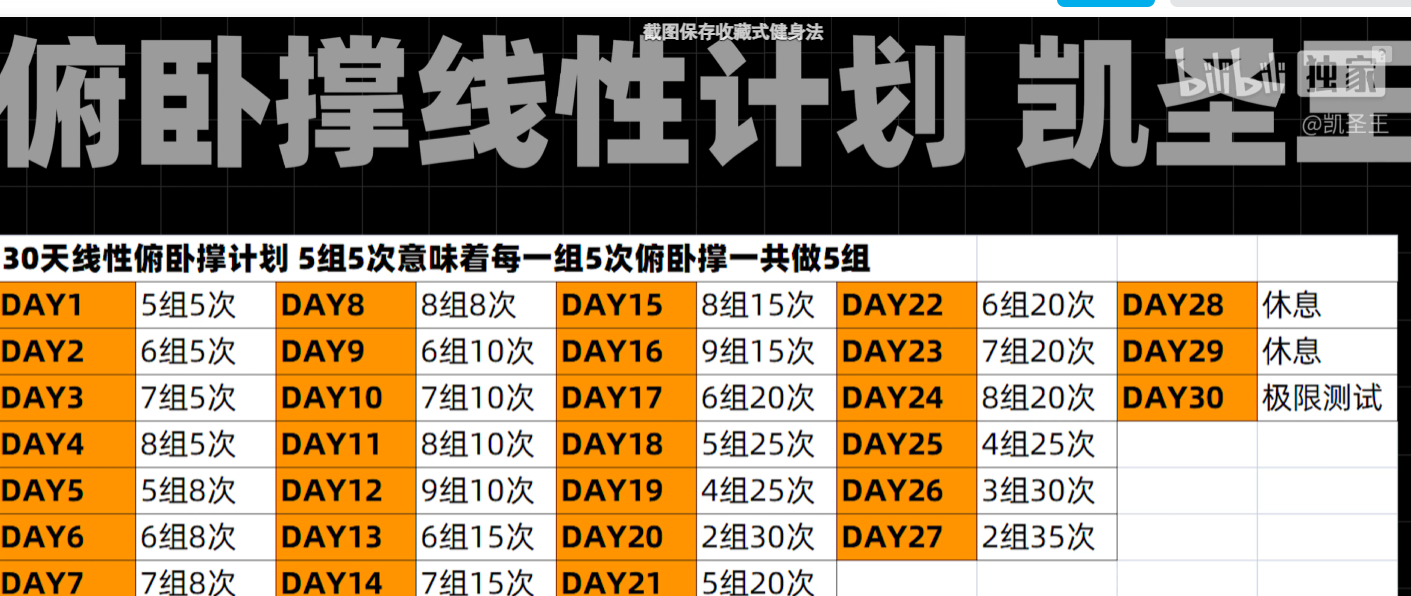 截图保存收藏式健身法
俯卧撑线性计划 凯圣王
bilibili 独家
@凯圣王
30天线性俯卧撑计划 5组5次意味着每一组5次俯卧撑一共做5组
DAY1 5组5次 DAY8 8组8次 DAY15 8组15次 DAY22 6组20次 DAY28 休息
DAY2 6组5次 DAY9 6组10次 DAY16 9组15次 DAY23 7组20次 DAY29 休息
DAY3 7组5次 DAY10 7组10次 DAY17 6组20次 DAY24 8组20次 DAY30 极限测试
DAY4 8组5次 DAY11 8组10次 DAY18 5组25次 DAY25 4组25次
DAY5 5组8次 DAY12 9组10次 DAY19 4组25次 DAY26 3组30次
DAY6 6组8次 DAY13 6组15次 DAY20 2组30次 DAY27 2组35次
DAY7 7组8次 DAY14 7组15次 DAY21 5组20次